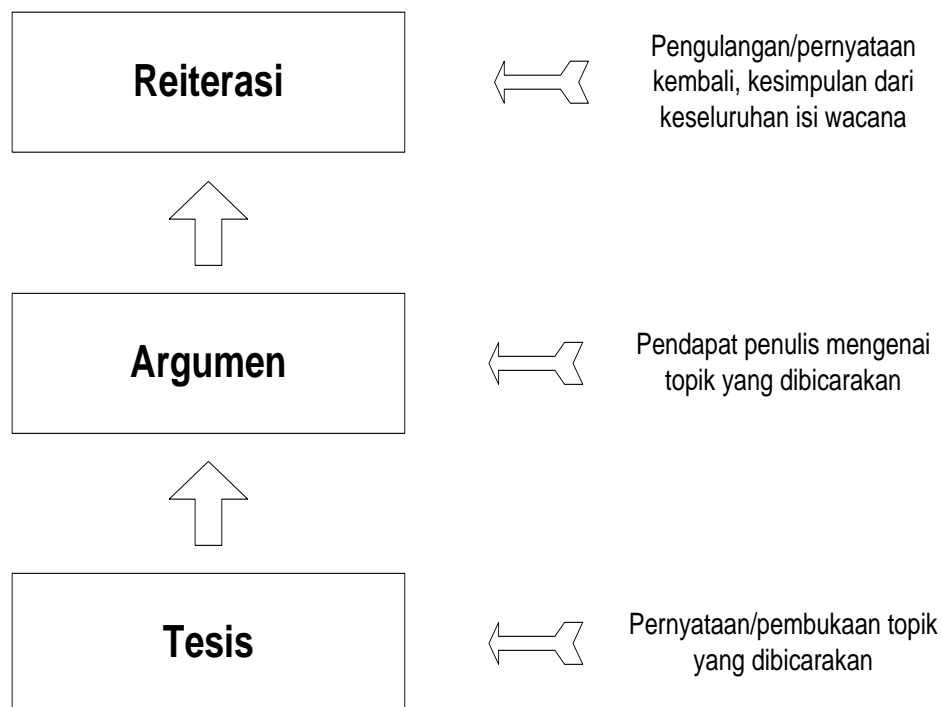 Reiterasi
Pengulangan/pernyataan
kembali, kesimpulan dari
keseluruhan isi wacana
Argumen
Pendapat penulis mengenai
topik yang dibicarakan
Tesis
Pernyataan/pembukaan topik
yang dibicarakan